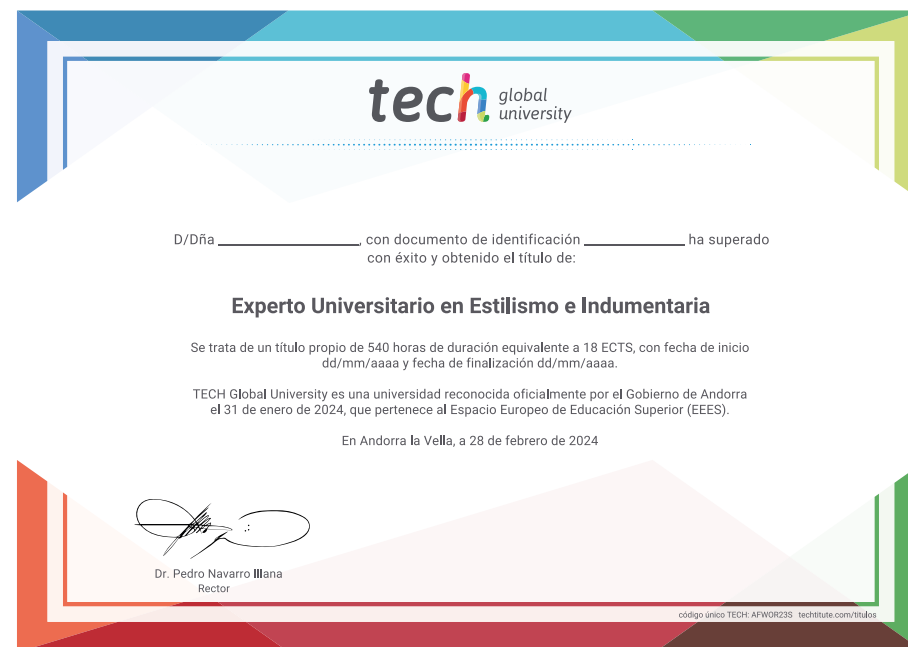 tech global university
D/Dña ____________________, con documento de identificación ______________ ha superado
con éxito y obtenido el título de:
Experto Universitario en Estilismo e Indumentaria
Se trata de un título propio de 540 horas de duración equivalente a 18 ECTS, con fecha de inicio
dd/mm/aaaa y fecha de finalización dd/mm/aaaa.
TECH Global University es una universidad reconocida oficialmente por el Gobierno de Andorra
el 31 de enero de 2024, que pertenece al Espacio Europeo de Educación Superior (EEES).
En Andorra la Vella, a 28 de febrero de 2024
Dr. Pedro Navarro Illana
Rector
código único TECH: AFWOR23S techtitute.com/titulos